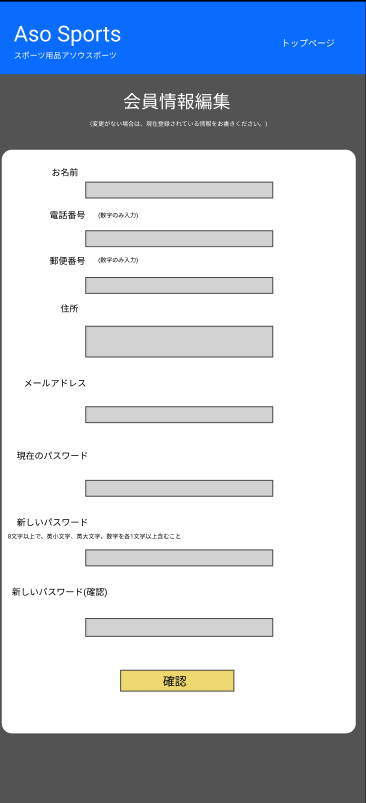 Aso Sports
スポーツ用品アソウスポーツ
トップページ
会員情報編集
(変更がない場合は、現在登録されている情報をお書きください。)
お名前
電話番号 (数字のみ入力)
郵便番号 (数字のみ入力)
住所
メールアドレス
現在のパスワード
新しいパスワード
8文字以上で、英小文字、英大文字、数字を各1文字以上含むこと
新しいパスワード(確認)
確認